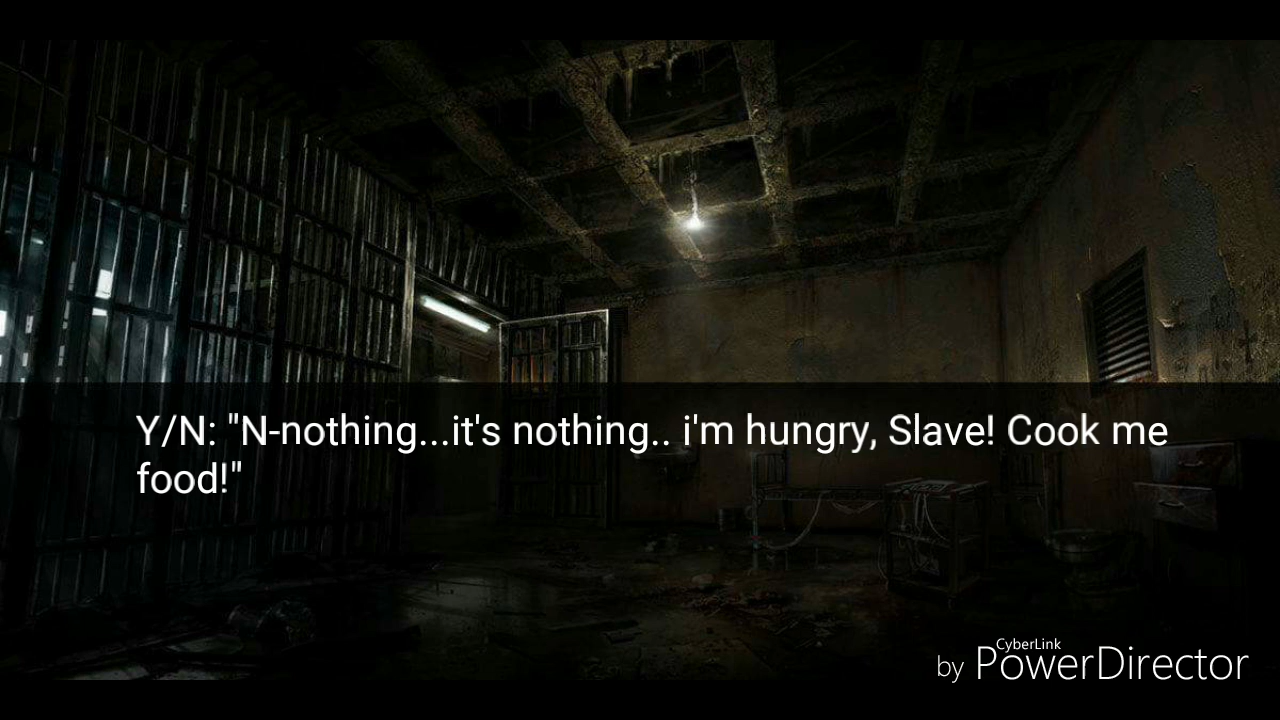 Y/N: "N-nothing...it's nothing.. i'm hungry, Slave! Cook me
food!"
CyberLink
by PowerDirector